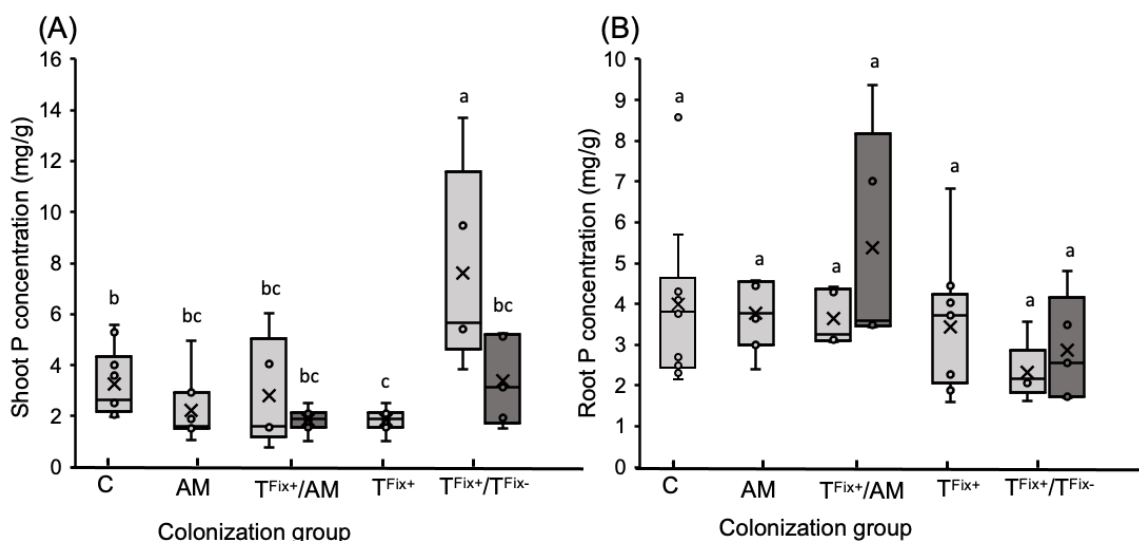 (A)
Shoot P concentration (mg/g)
16
14
12
10
8
6
4
2
0
b
bc
bc
bc
c
a
bc
C AM TFix+/AM TFix+ TFix+/TFix-
Colonization group
(B)
Root P concentration (mg/g)
10
9
8
7
6
5
4
3
2
1
0
a
a
a
a
a
a
a
C AM TFix+/AM TFix+ TFix+/TFix-
Colonization group